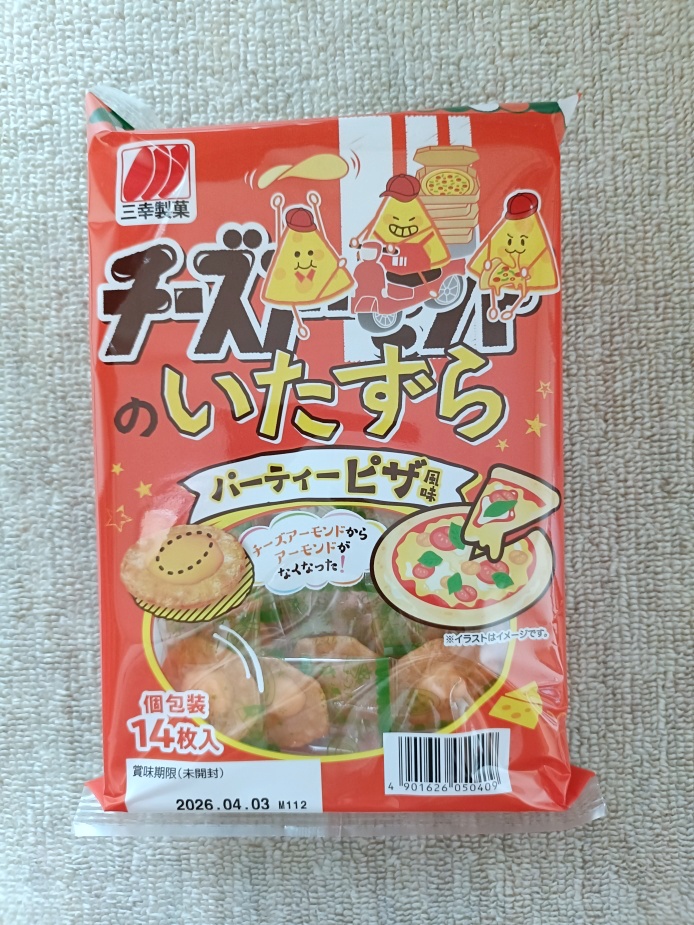 三幸製菓
チーズ
のいたずら
パーティーピザ風味
チーズアーモンドから
アーモンドが
なくなった!
※イラストはイメージです。
個包装
14枚入
賞味期限(未開封)
2026.04.03 M112
4 901626 050409